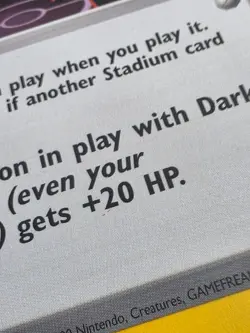 play when you play it.
if another Stadium card
on in play with Dark
(even your
) gets +20 HP.
Nintendo, Creatures, GAMEFREA